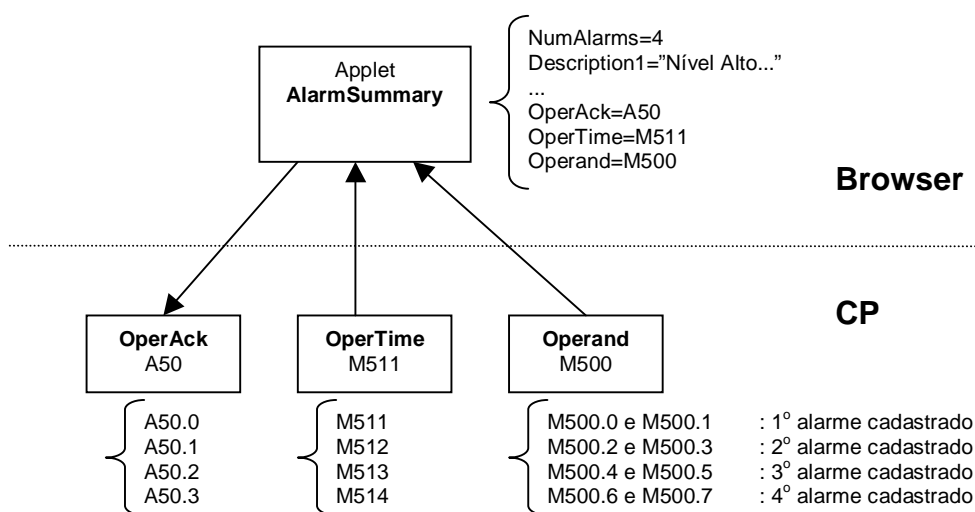 Applet
AlarmSummary
NumAlarms=4
Description1="Nível Alto..."
...
OperAck=A50
OperTime=M511
Operand=M500
Browser
CP
OperAck
A50
OperTime
M511
Operand
M500
A50.0 M511 M500.0 e M500.1 : 1º alarme cadastrado
A50.1 M512 M500.2 e M500.3 : 2º alarme cadastrado
A50.2 M513 M500.4 e M500.5 : 3º alarme cadastrado
A50.3 M514 M500.6 e M500.7 : 4º alarme cadastrado